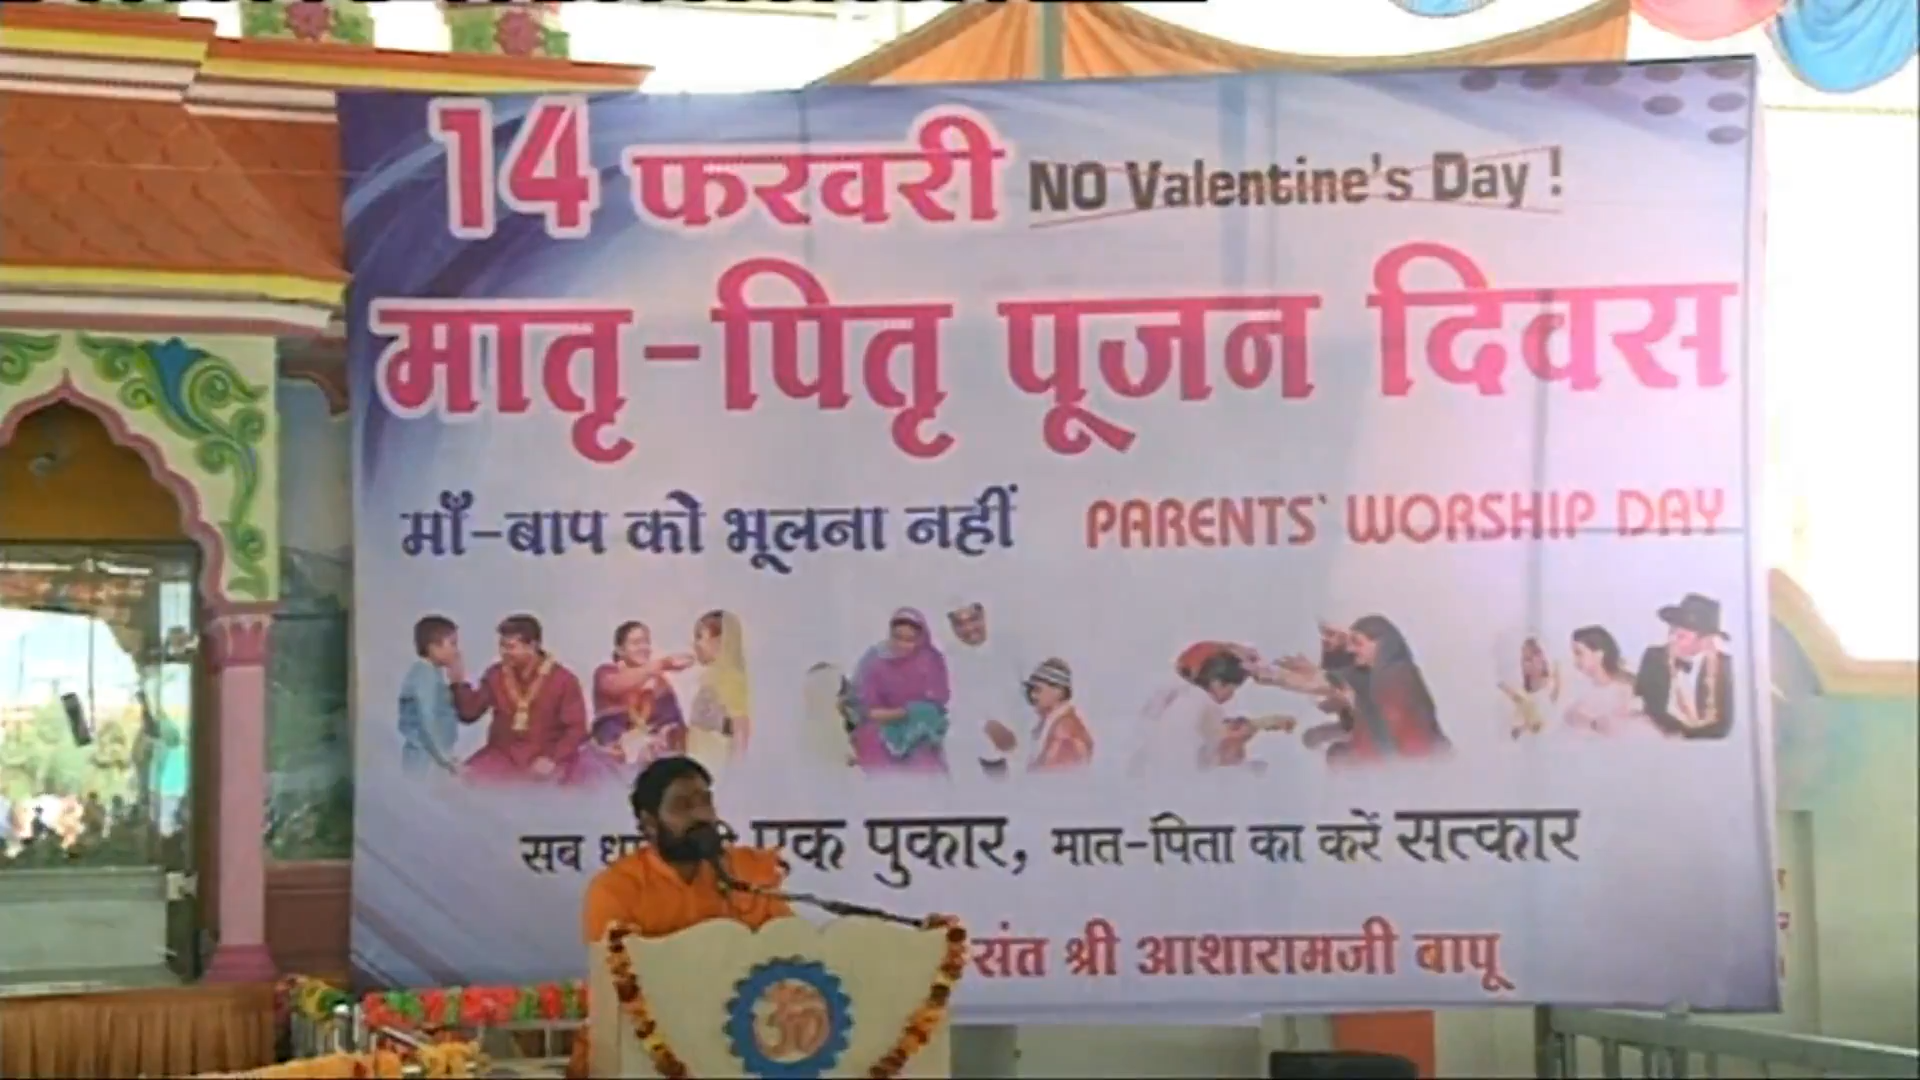 14 फरवरी NO Valentine's Day !
मातृ-पितृ पूजन दिवस
माँ-बाप को भूलना नहीं PARENTS' WORSHIP DAY
सब एक पुकार, मात-पिता का करें सत्कार
संत श्री आशारामजी बापू
ॐ